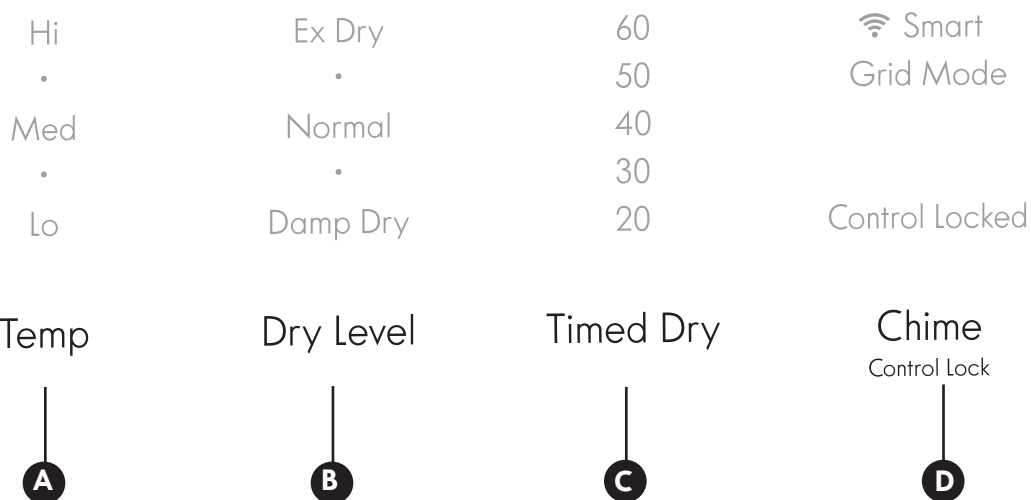 Hi
•
Med
•
Lo
Temp
A
Ex Dry
•
Normal
•
Damp Dry
Dry Level
B
60
50
40
30
20
Timed Dry
C
Smart
Grid Mode
Control Locked
Chime
Control Lock
D